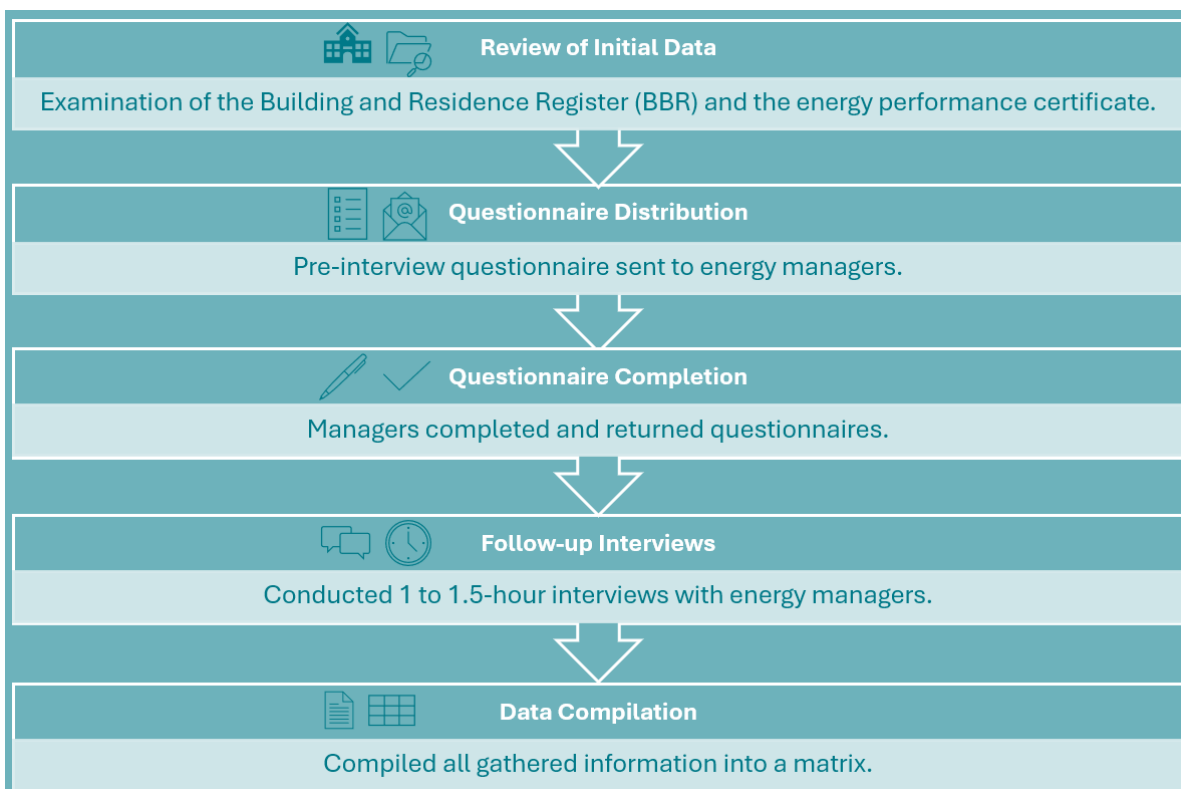 Review of Initial Data
Examination of the Building and Residence Register (BBR) and the energy performance certificate.
Questionnaire Distribution
Pre-interview questionnaire sent to energy managers.
Questionnaire Completion
Managers completed and returned questionnaires.
Follow-up Interviews
Conducted 1 to 1.5-hour interviews with energy managers.
Data Compilation
Compiled all gathered information into a matrix.